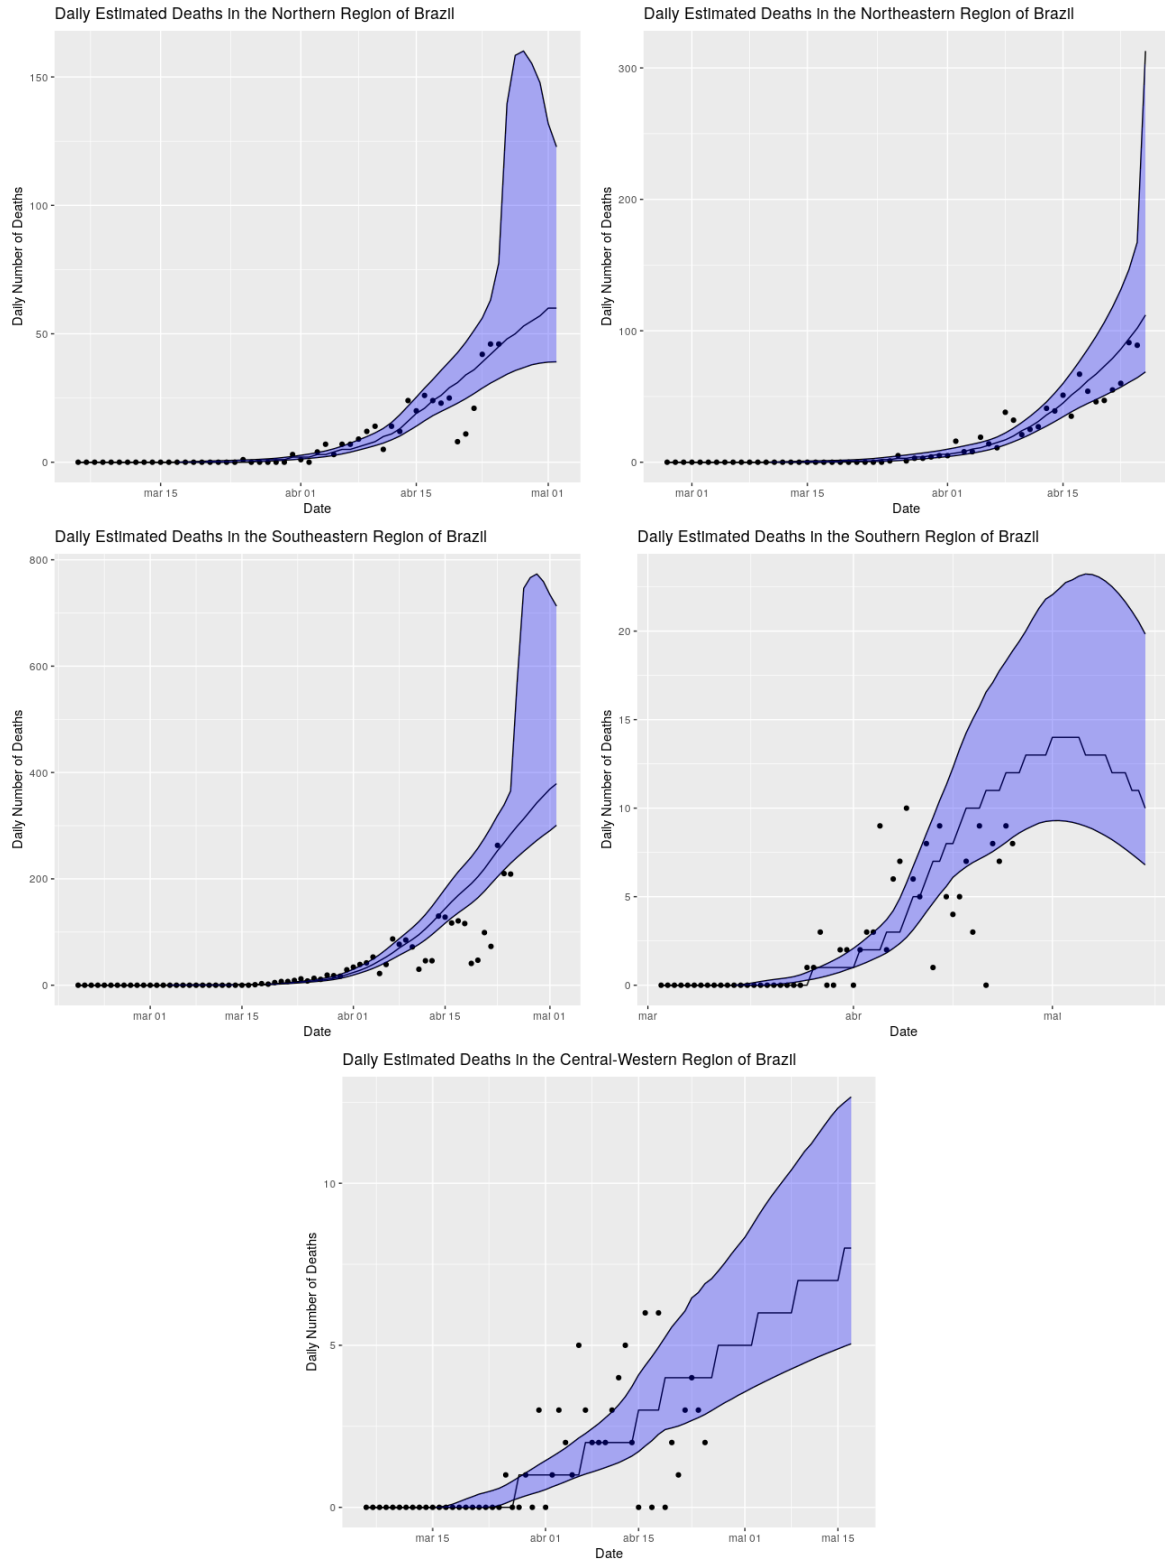 Daily Estimated Deaths in the Northern Region of Brazil
Daily Number of Deaths
150
100
50
0
mar 15
abr 01
abr 15
mai 01
Date
Daily Estimated Deaths in the Northeastern Region of Brazil
Daily Number of Deaths
300
200
100
0
mar 01
mar 15
abr 01
abr 15
Date
Daily Estimated Deaths in the Southeastern Region of Brazil
Daily Number of Deaths
800
600
400
200
0
mar 01
mar 15
abr 01
abr 15
mai 01
Date
Daily Estimated Deaths in the Southern Region of Brazil
Daily Number of Deaths
20
15
10
5
0
mar
abr
mai
Date
Daily Estimated Deaths in the Central-Western Region of Brazil
Daily Number of Deaths
10
5
0
mar 15
abr 01
abr 15
mai 01
mai 15
Date